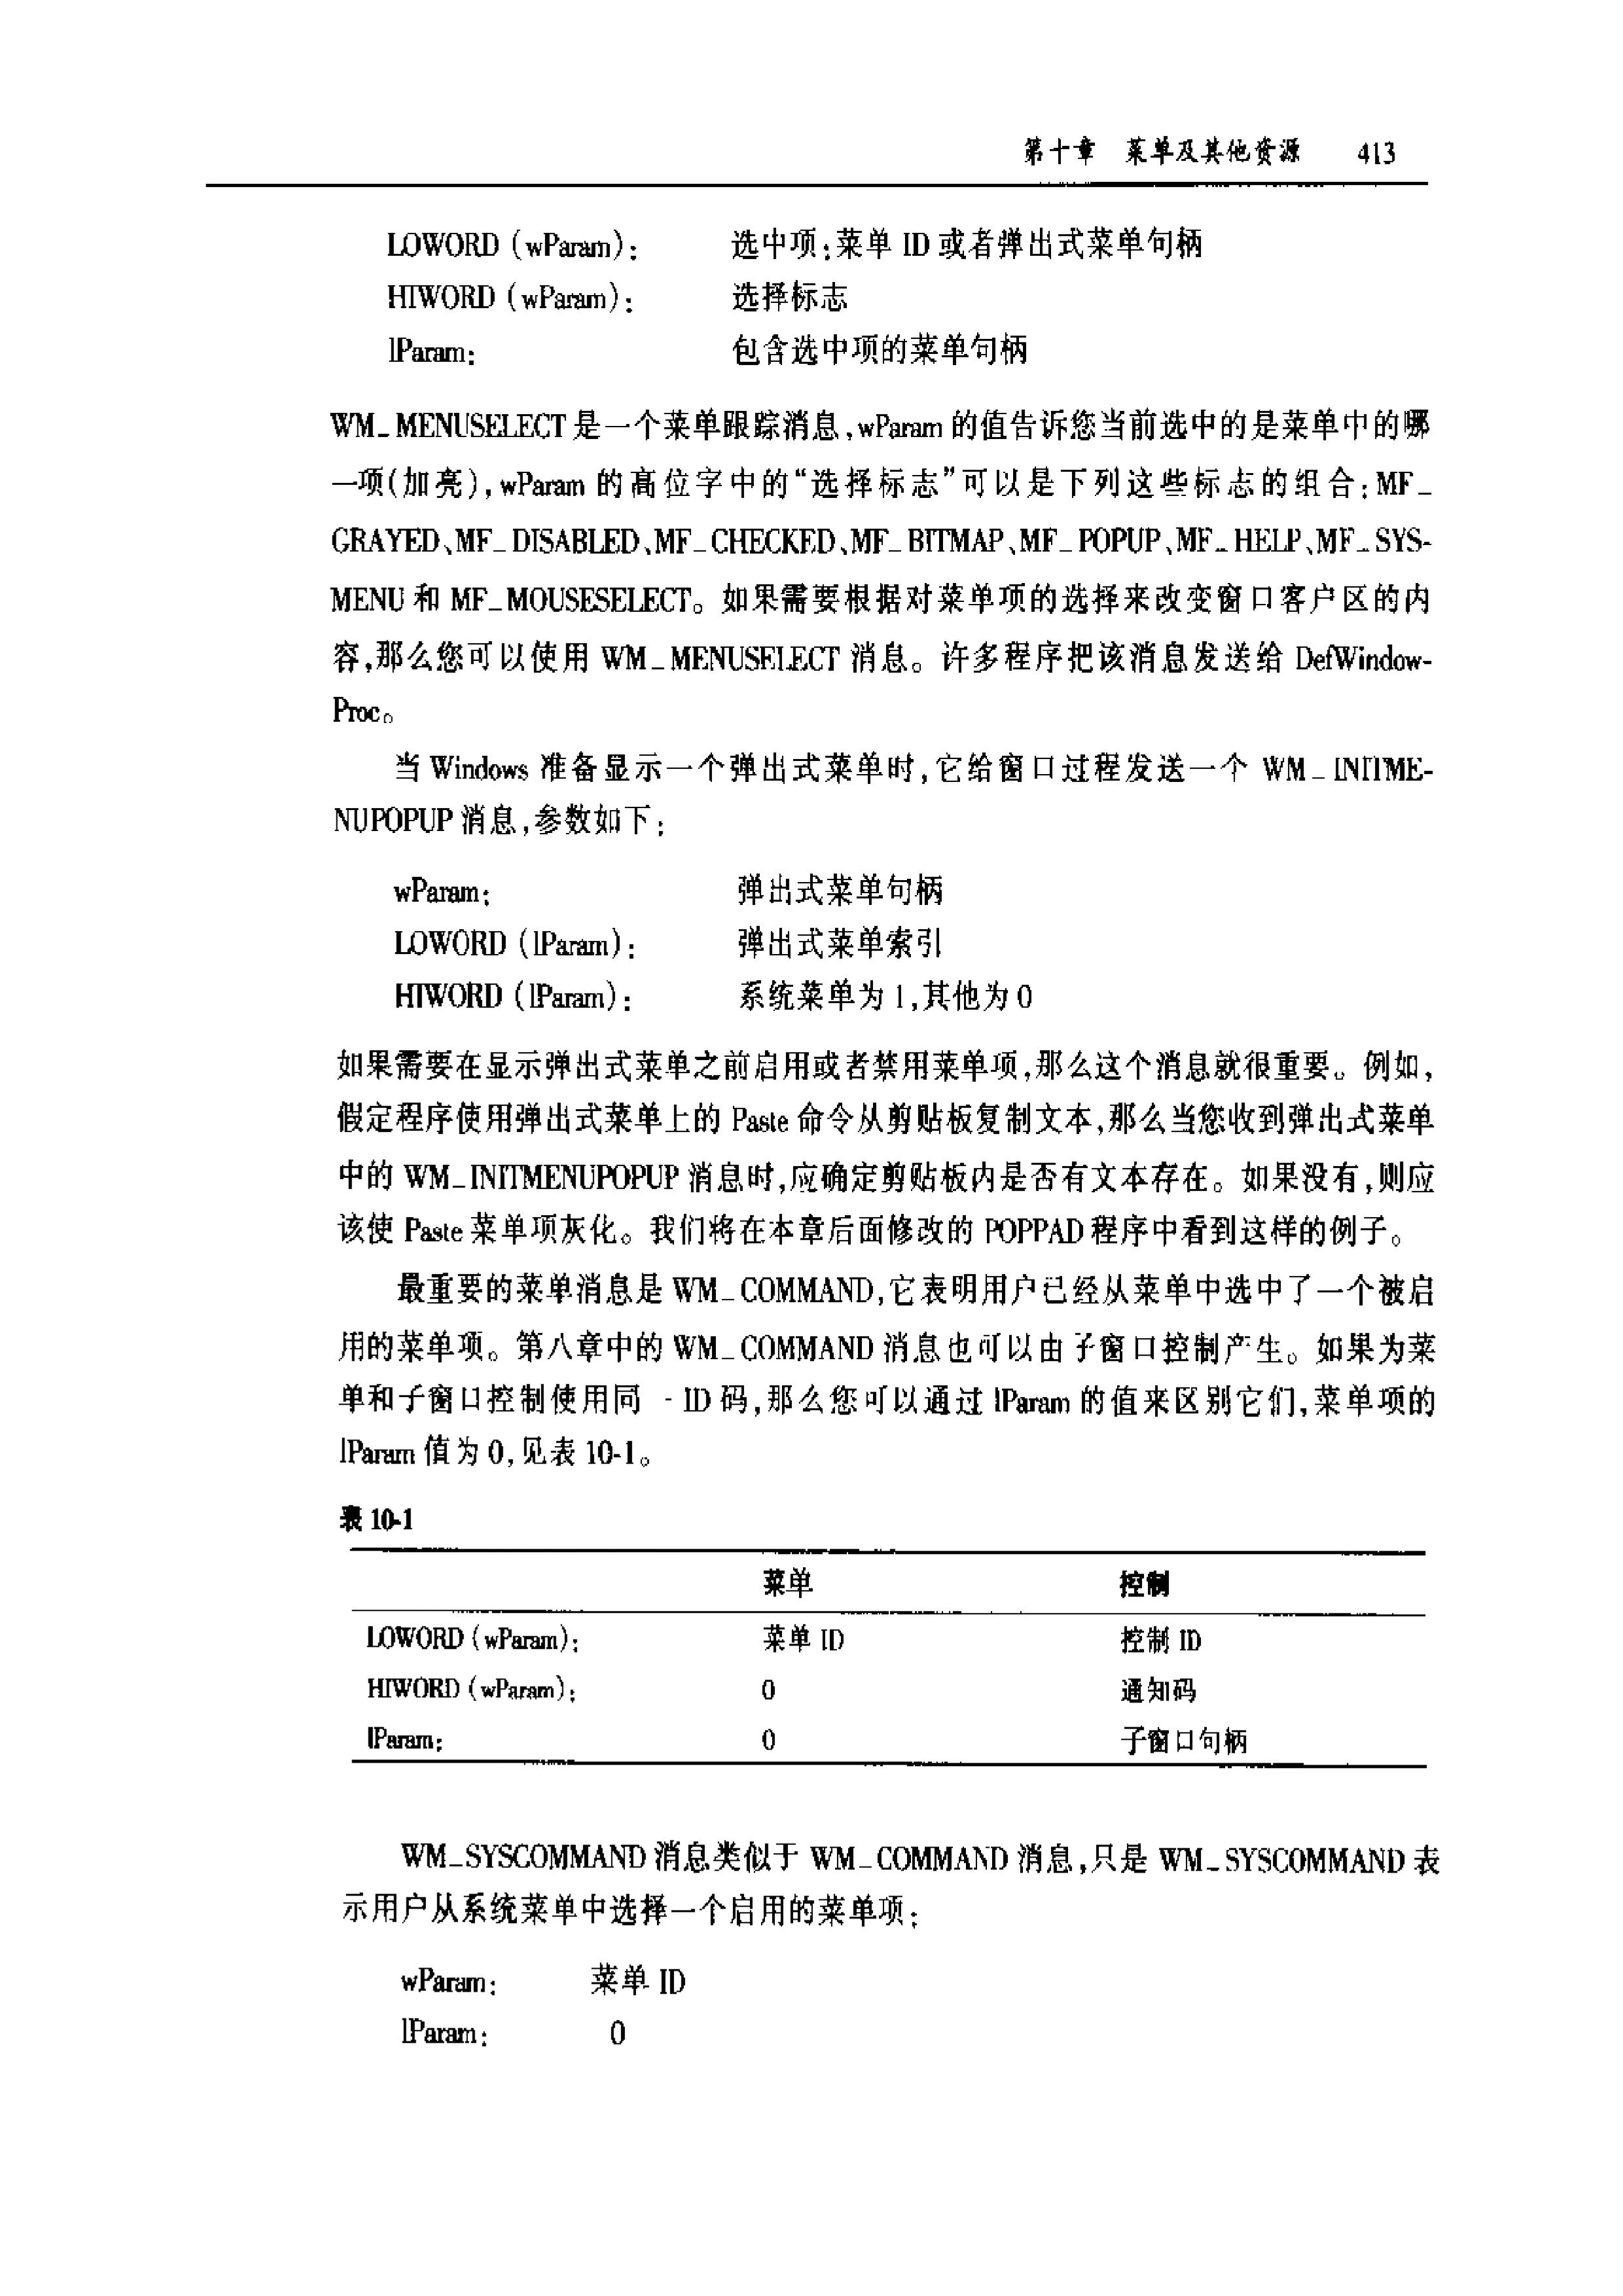 第十章 菜单及其他资源 413
LOWORD (wParam): 选中项:菜单 ID 或者弹出式菜单句柄
HIWORD (wParam): 选择标志
lParam: 包含选中项的菜单句柄
WM_MENUSELECT 是一个菜单跟踪消息,wParam 的值告诉您当前选中的是菜单中的哪
一项(加亮),wParam 的高位字中的“选择标志”可以是下列这些标志的组合:MF_
GRAYED、MF_DISABLED、MF_CHECKED、MF_BITMAP、MF_POPUP、MF_HELP、MF_SYS-
MENU 和 MF_MOUSESELECT。如果需要根据对菜单项的选择来改变窗口客户区的内
容,那么您可以使用 WM_MENUSELECT 消息。许多程序把该消息发送给 DefWindow-
Proc。
当 Windows 准备显示一个弹出式菜单时,它给窗口过程发送一个 WM_INITME-
NUPOPUP 消息,参数如下:
wParam: 弹出式菜单句柄
LOWORD (lParam): 弹出式菜单索引
HIWORD (lParam): 系统菜单为 1,其他为 0
如果需要在显示弹出式菜单之前启用或者禁用菜单项,那么这个消息就很重要。例如,
假定程序使用弹出式菜单上的 Paste 命令从剪贴板复制文本,那么当您收到弹出式菜单
中的 WM_INITMENUPOPUP 消息时,应确定剪贴板内是否有文本存在。如果没有,则应
该使 Paste 菜单项灰化。我们将在本章后面修改的 POPPAD 程序中看到这样的例子。
最重要的菜单消息是 WM_COMMAND,它表明用户已经从菜单中选中了一个被启
用的菜单项。第八章中的 WM_COMMAND 消息也可以由子窗口控制产生。如果为菜
单和子窗口控制使用同一 ID 码,那么您可以通过 lParam 的值来区别它们,菜单项的
lParam 值为 0,见表 10-1。
表 10-1
菜单 控制
LOWORD (wParam): 菜单 ID 控制 ID
HIWORD (wParam): 0 通知码
lParam: 0 子窗口句柄
WM_SYSCOMMAND 消息类似于 WM_COMMAND 消息,只是 WM_SYSCOMMAND 表
示用户从系统菜单中选择一个启用的菜单项:
wParam: 菜单 ID
lParam: 0